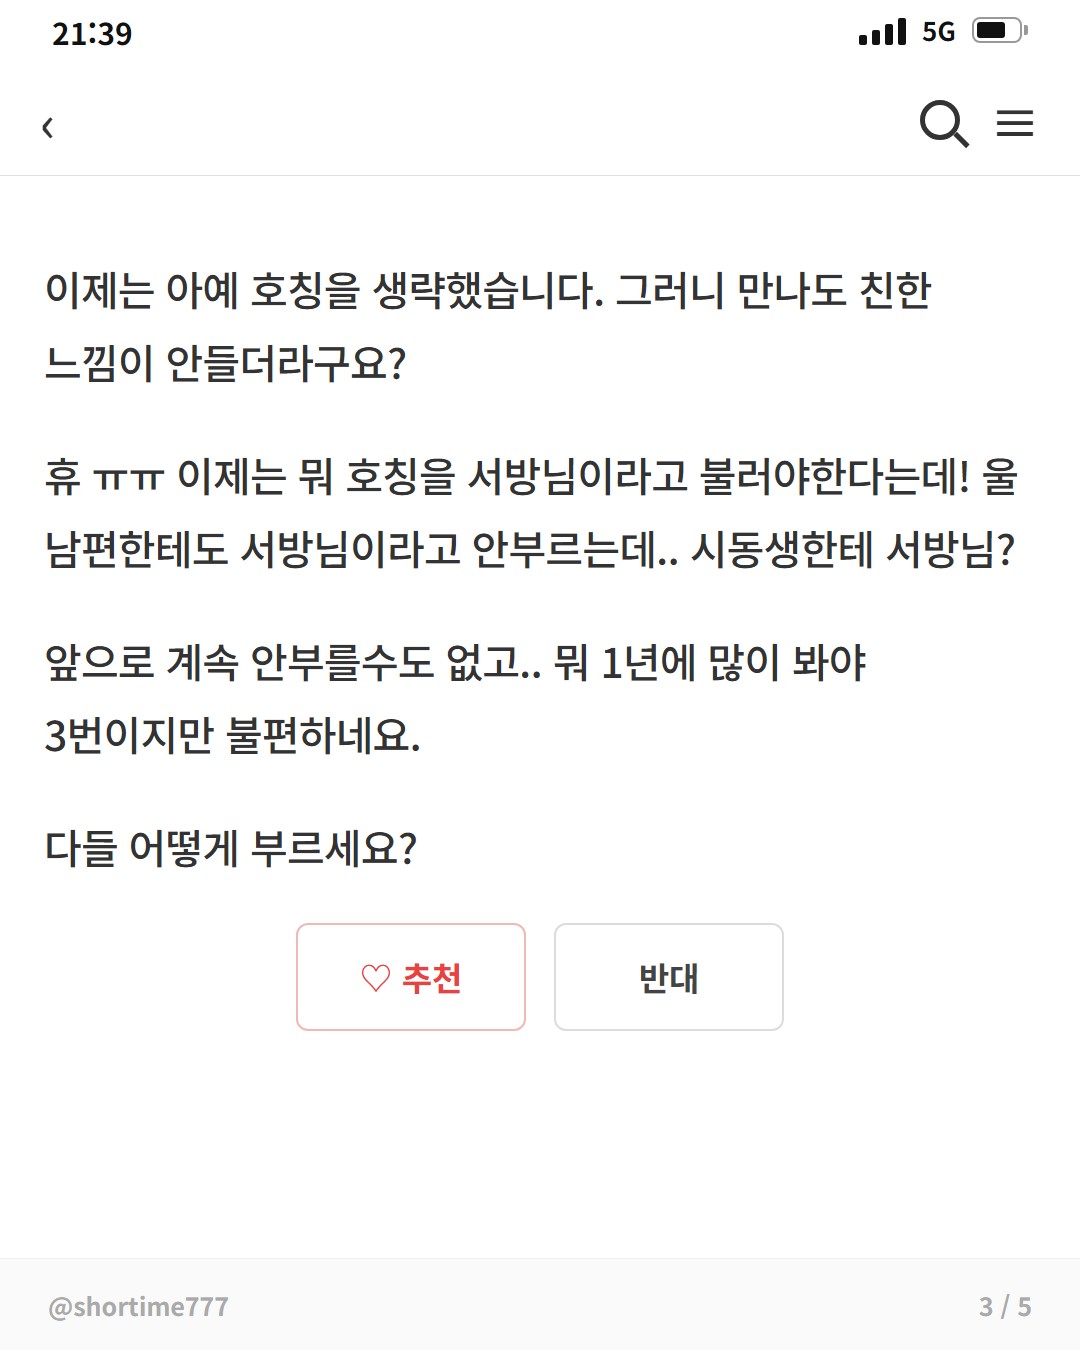 21:39
5G
이제는 아예 호칭을 생략했습니다. 그러니 만나도 친한
느낌이 안들더라구요?
휴 ㅠㅠ 이제는 뭐 호칭을 서방님이라고 불러야한다는데! 울
남편한테도 서방님이라고 안부르는데.. 시동생한테 서방님?
앞으로 계속 안부를수도 없고.. 뭐 1년에 많이 봐야
3번이지만 불편하네요.
다들 어떻게 부르세요?
♡ 추천
반대
@shortime777
3 / 5